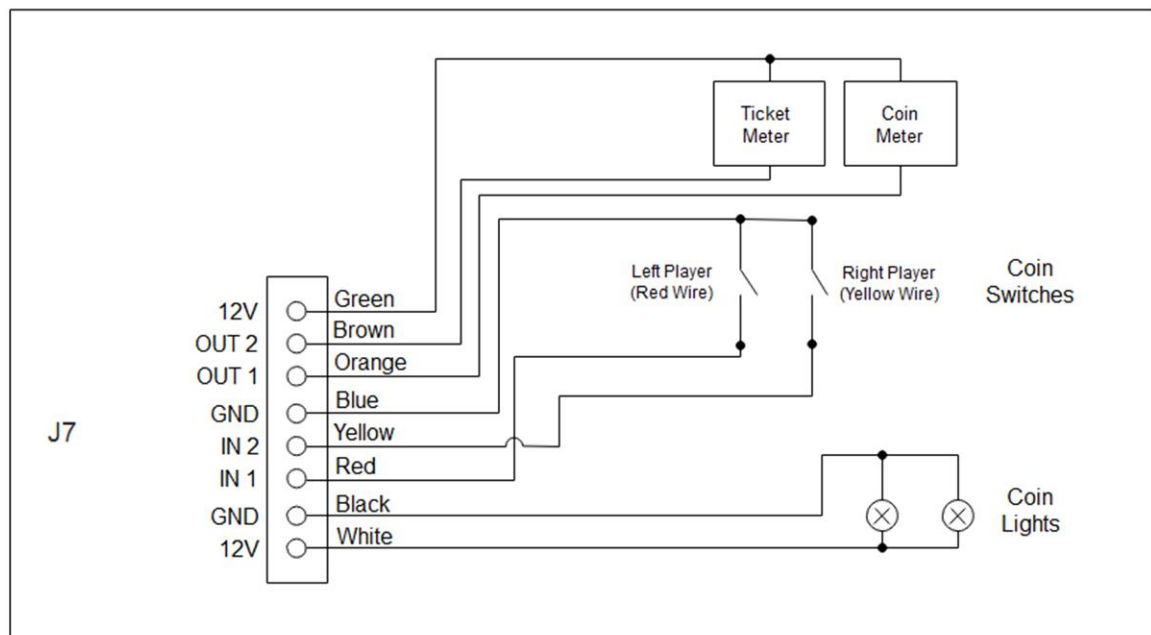 Ticket
Meter
Coin
Meter
Left Player
(Red Wire)
Right Player
(Yellow Wire)
Coin
Switches
12V
Green
OUT 2
Brown
OUT 1
Orange
GND
Blue
J7
IN 2
Yellow
IN 1
Red
GND
Black
12V
White
Coin
Lights